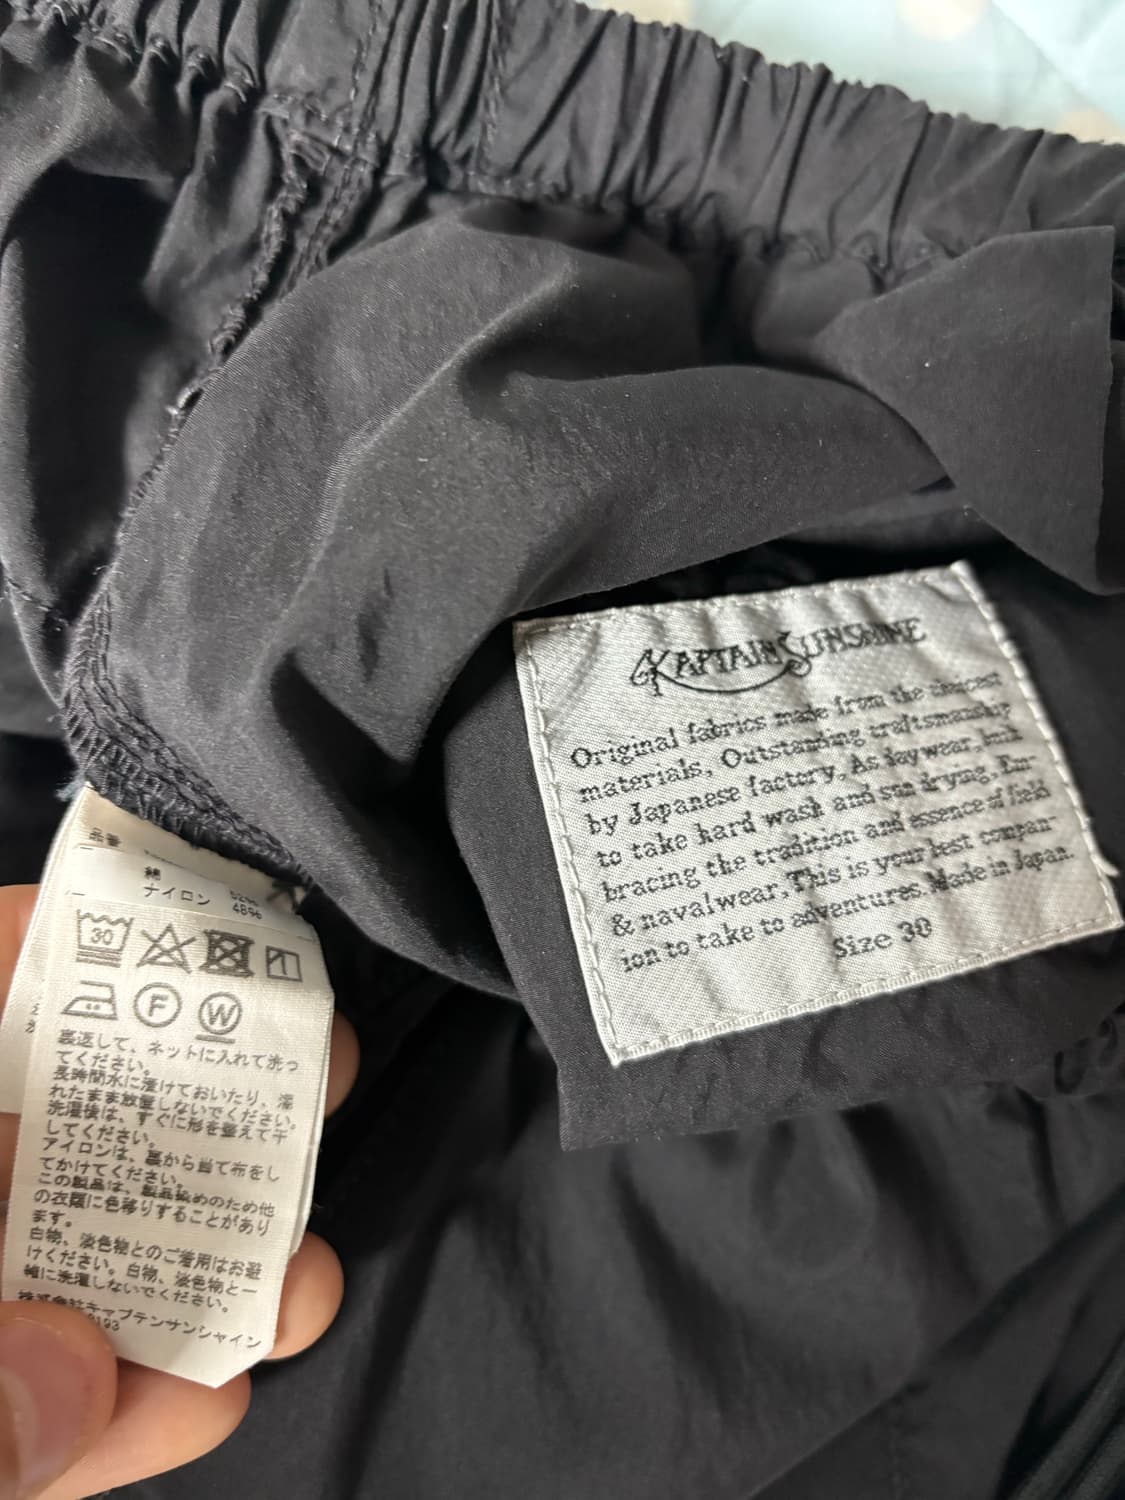 品番
綿 52%
ナイロン 48%
30
F
W
裏返して、ネットに入れて洗っ
てください。
長時間水に浸けておいたり、濡
れたまま放置しないでください。
洗濯後は、すぐに形を整えて干
してください。
アイロンは、裏から当て布をし
てかけてください。
この製品は、製品染めのため他
の衣類に色移りすることがあり
ます。
白物、淡色物とのご着用はお避
けください。白物、淡色物と一
緒に洗濯しないでください。
株式会社キャプテンサンシャイン
KAPTAIN SUNSHINE
Original fabrics made from the choicest
materials, Outstanding craftsmanship
by Japanese factory, As daywear, built
to take hard wash and sun drying, Em-
bracing the tradition and essence of field
& naval wear, This is your best compan-
ion to take to adventures. Made in Japan.
Size 30